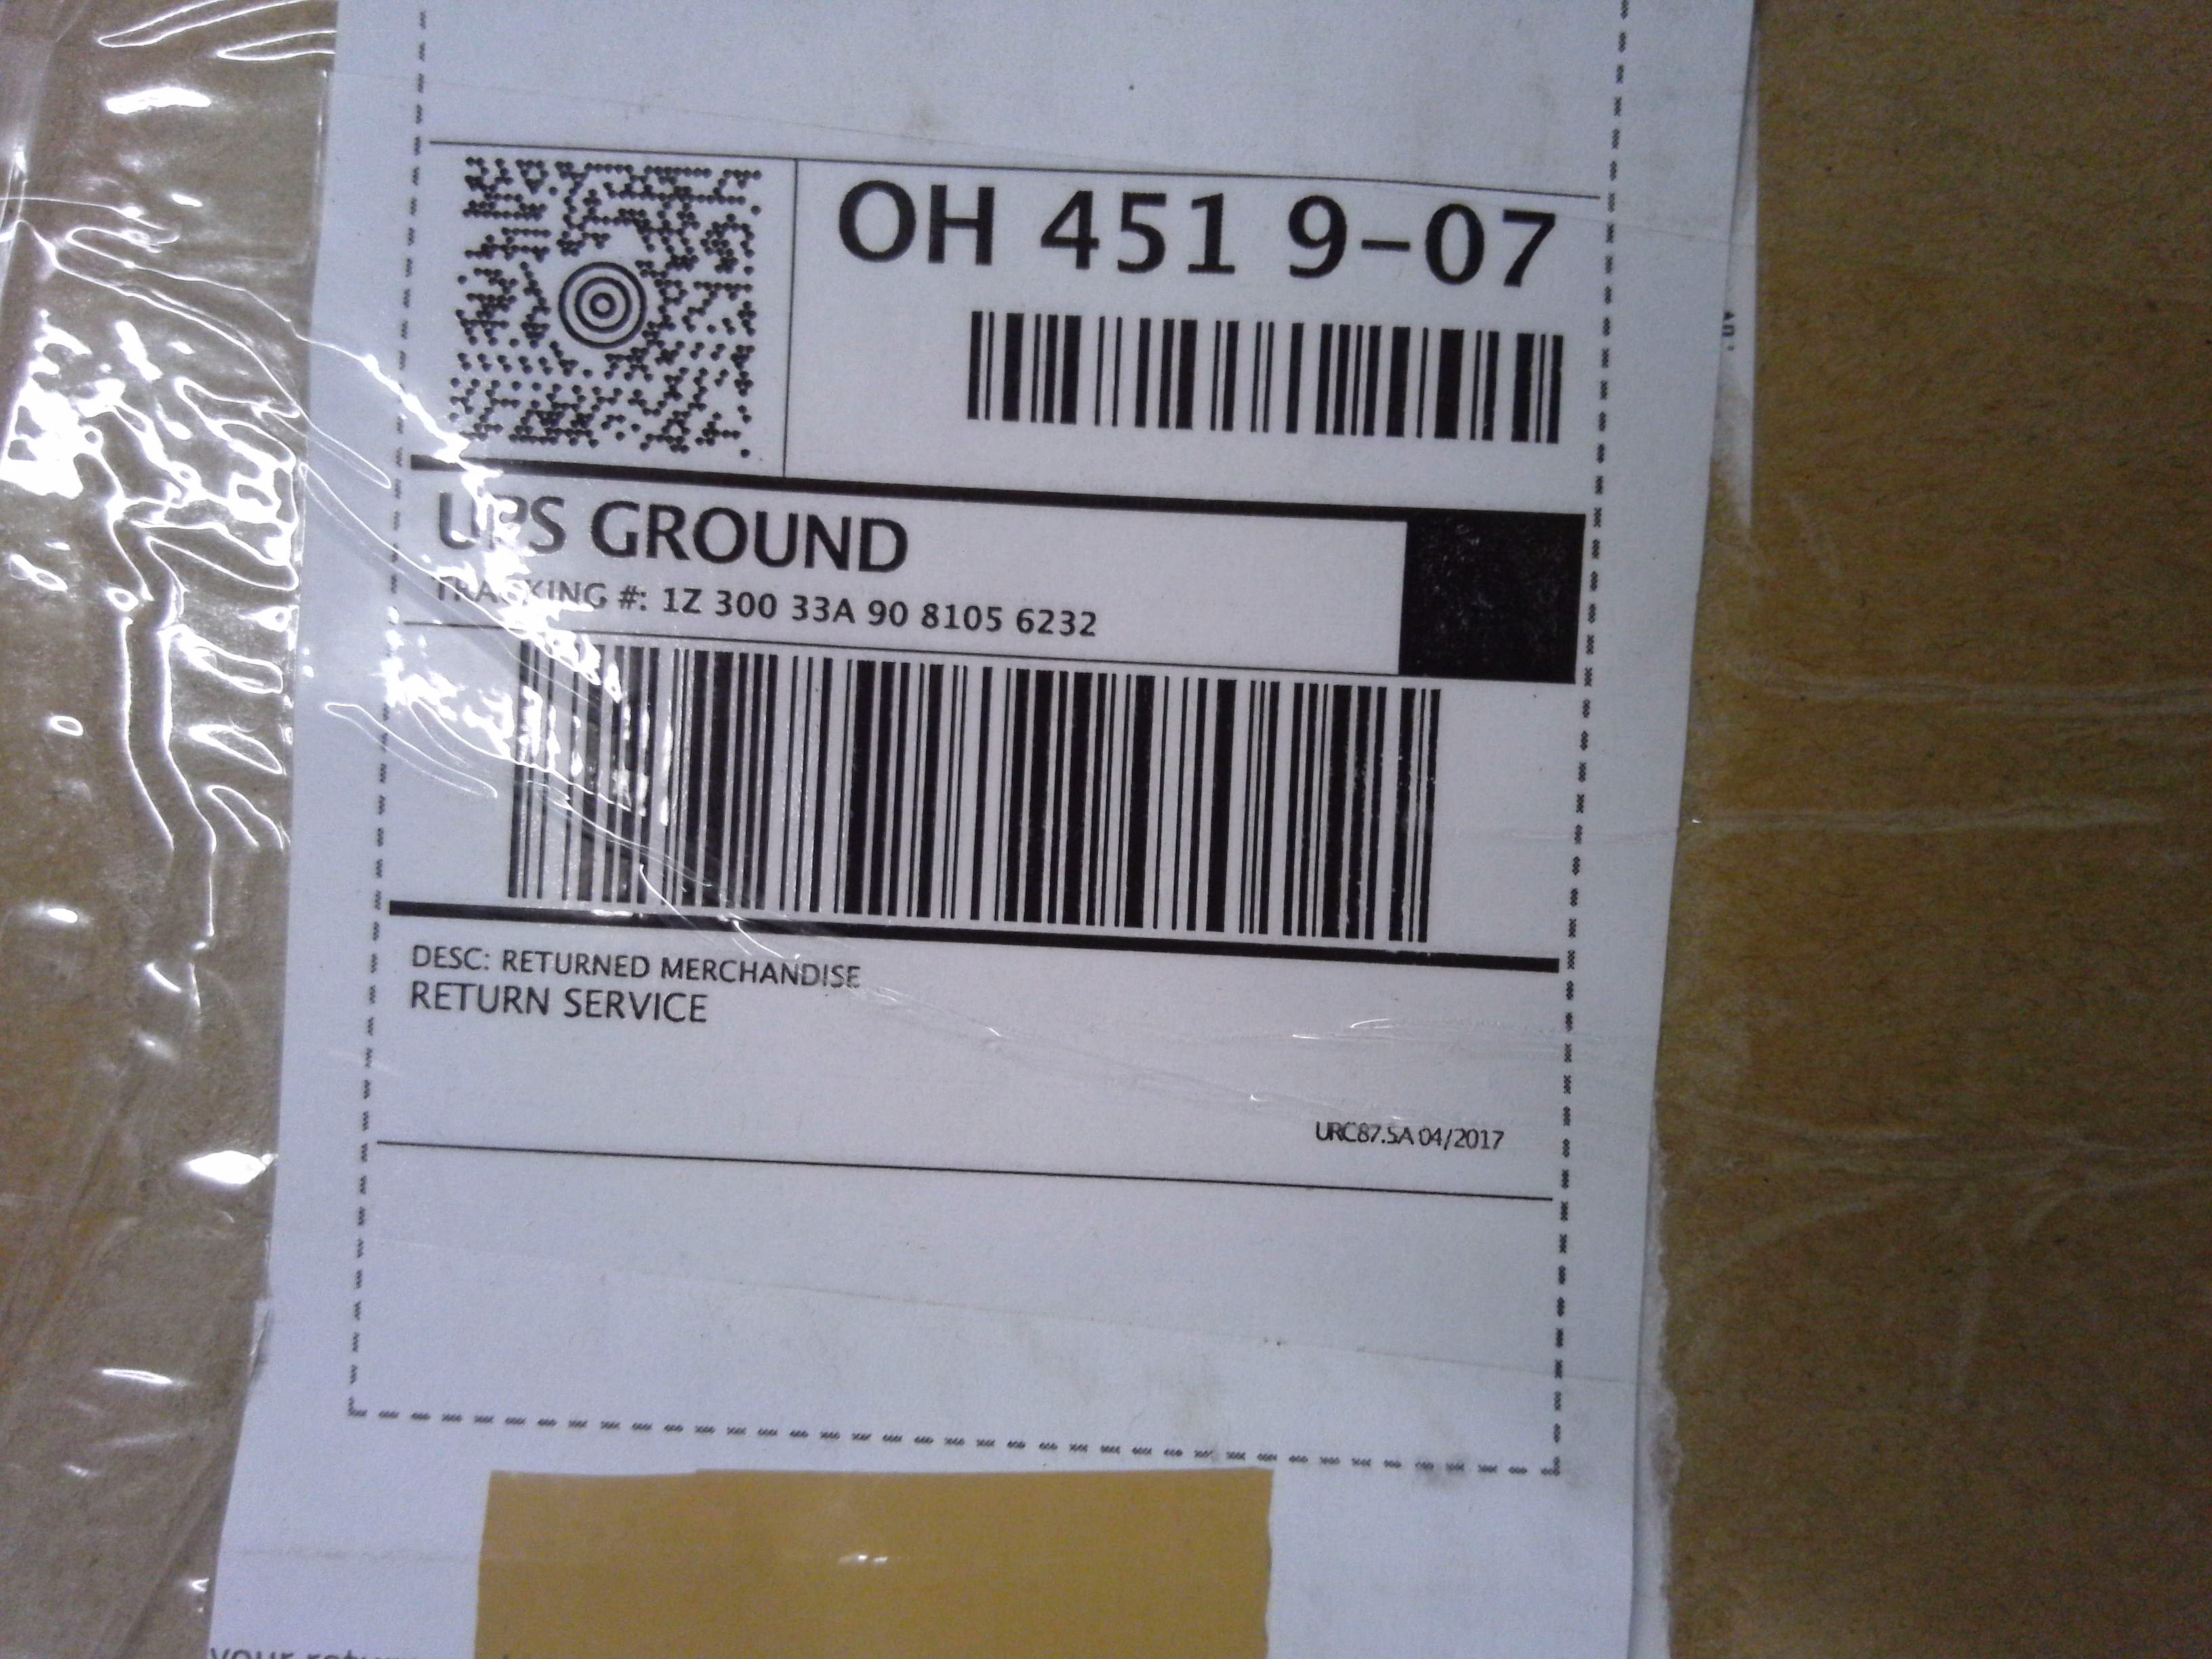 OH 451 9-07
UPS GROUND
TRACKING #: 1Z 300 33A 90 8105 6232
DESC: RETURNED MERCHANDISE
RETURN SERVICE
URC87.5A 04/2017
your